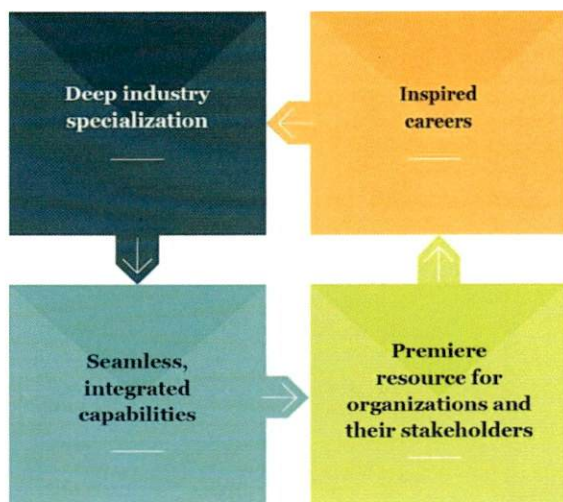 Deep industry
specialization
Inspired
careers
Seamless,
integrated
capabilities
Premiere
resource for
organizations and
their stakeholders